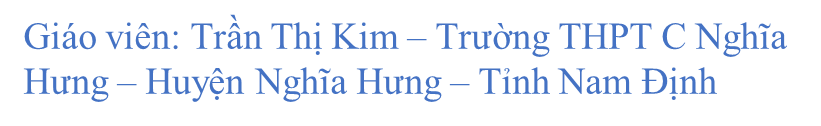 Giáo viên: Trần Thị Kim – Trường THPT C Nghĩa
Hưng – Huyện Nghĩa Hưng – Tỉnh Nam Định